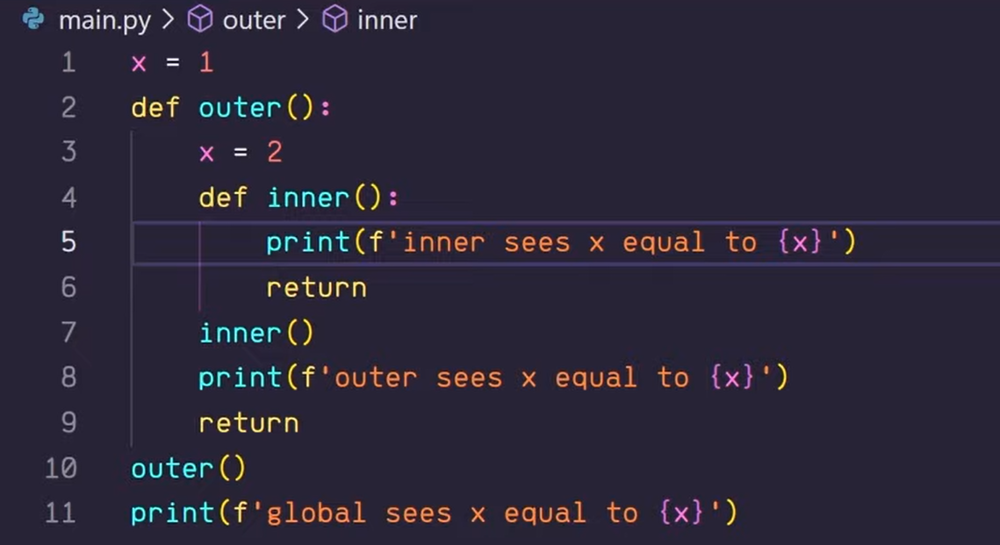 main.py > outer > inner
1 x = 1
2 def outer():
3     x = 2
4     def inner():
5         print(f'inner sees x equal to {x}')
6         return
7     inner()
8     print(f'outer sees x equal to {x}')
9     return
10 outer()
11 print(f'global sees x equal to {x}')